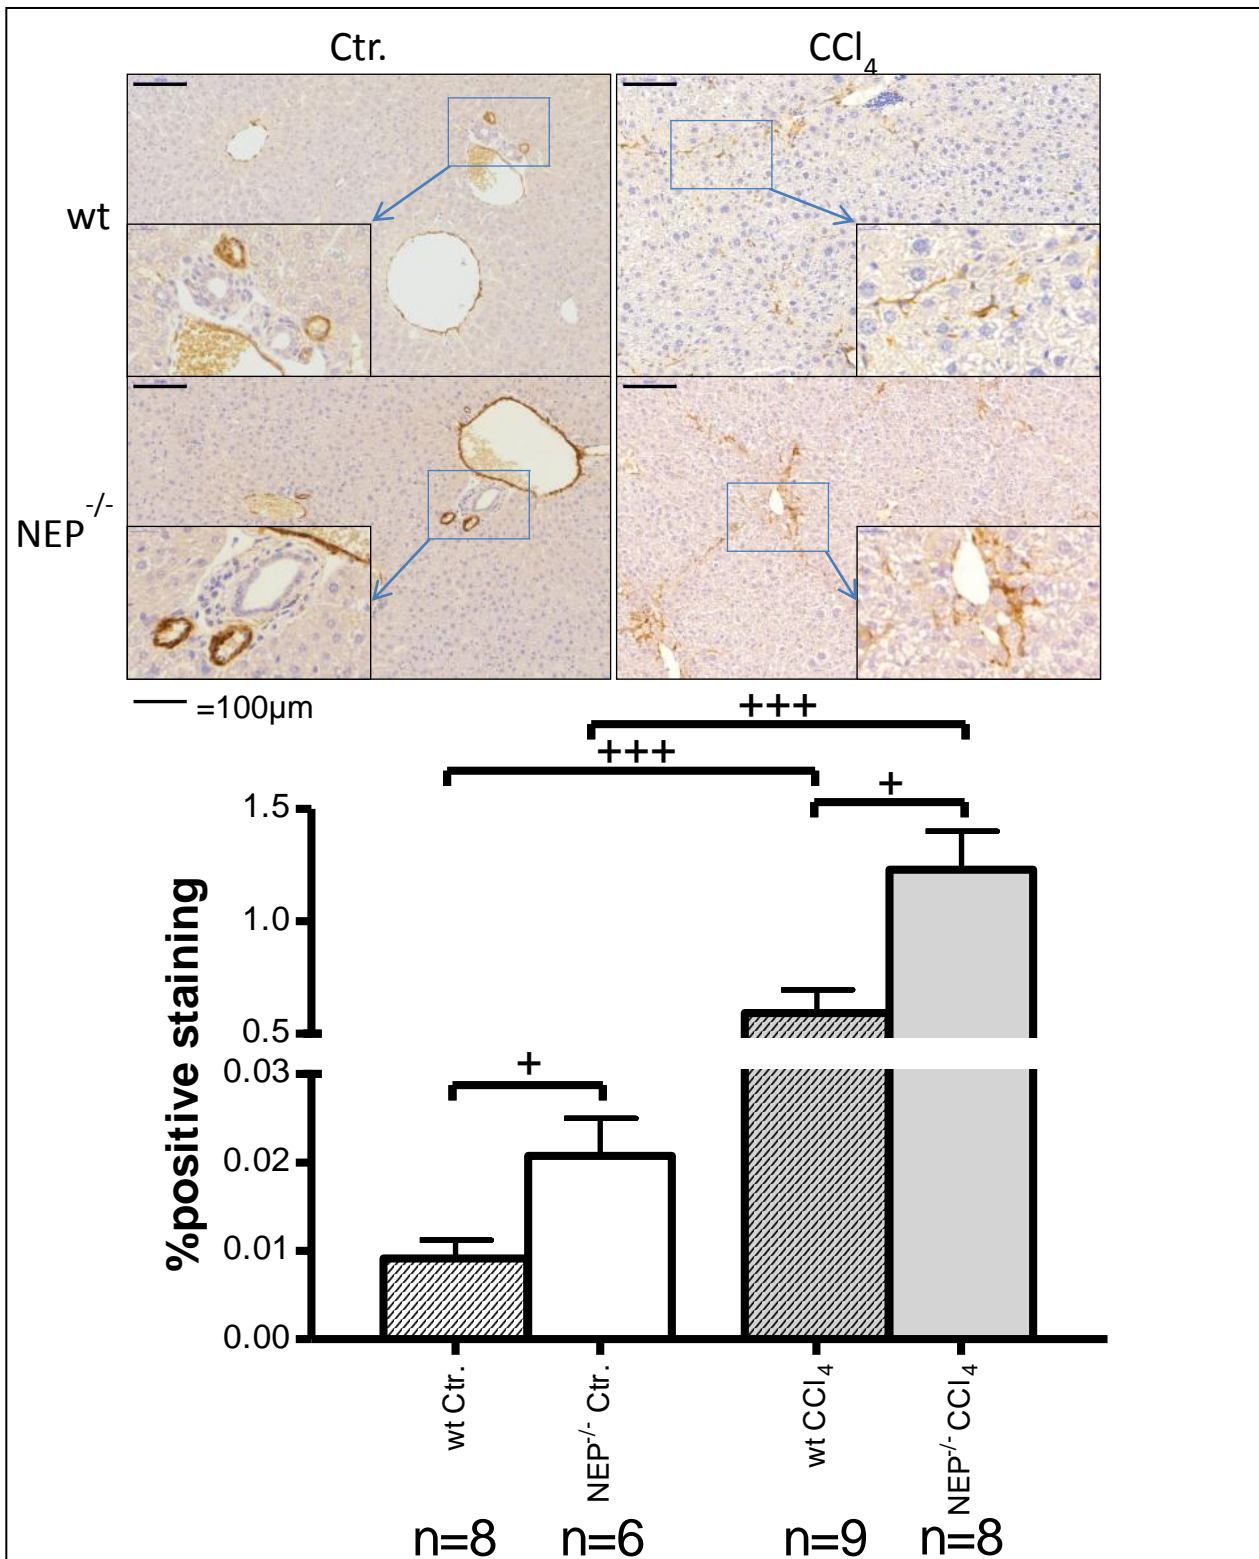 Ctr.
CCl₄
wt
NEP⁻/⁻
=100µm
+++
+++
+
1.5
1.0
0.5
+
0.03
0.02
0.01
0.00
%positive staining
wt Ctr.
NEP⁻/⁻ Ctr.
wt CCl₄
NEP⁻/⁻ CCl₄
n=8
n=6
n=9
n=8